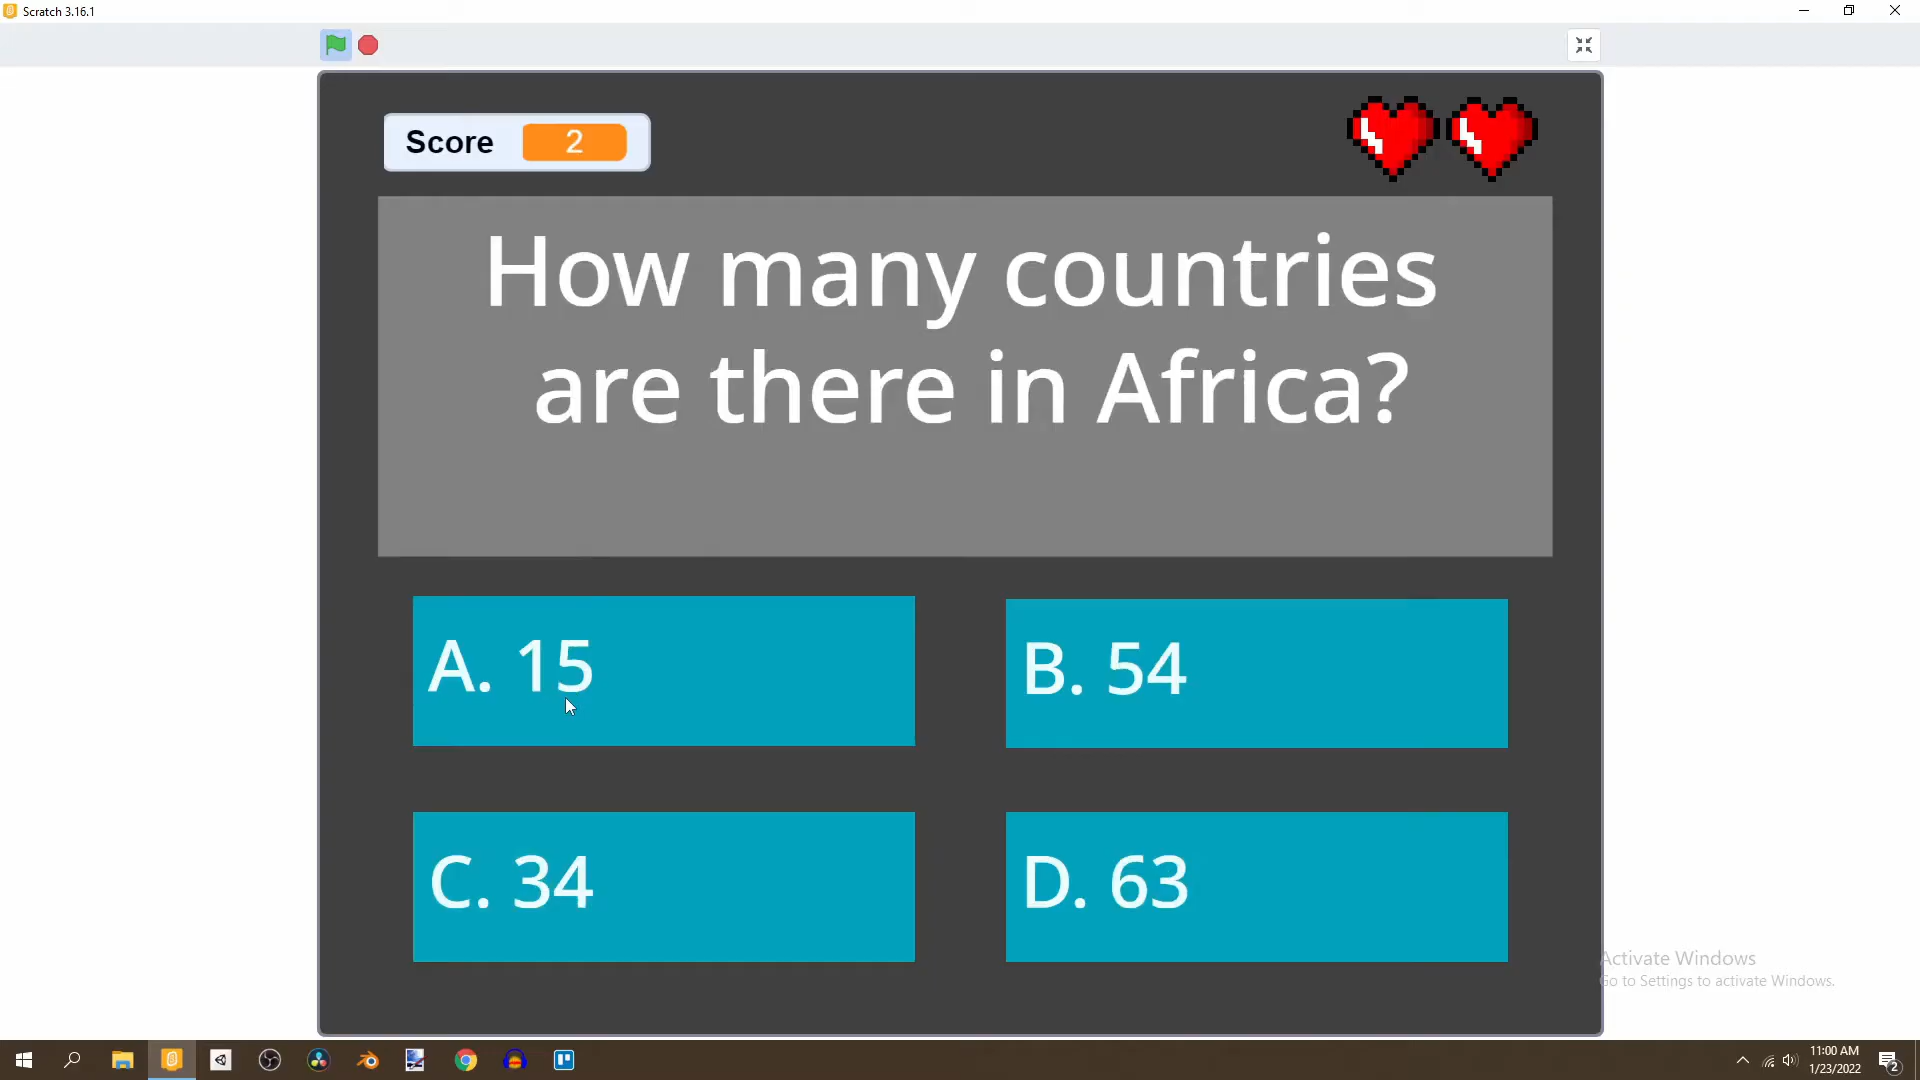 Scratch 3.16.1
Score 2
How many countries
are there in Africa?
A. 15
B. 54
C. 34
D. 63
Activate Windows
Go to Settings to activate Windows.
11:00 AM
1/23/2022
2